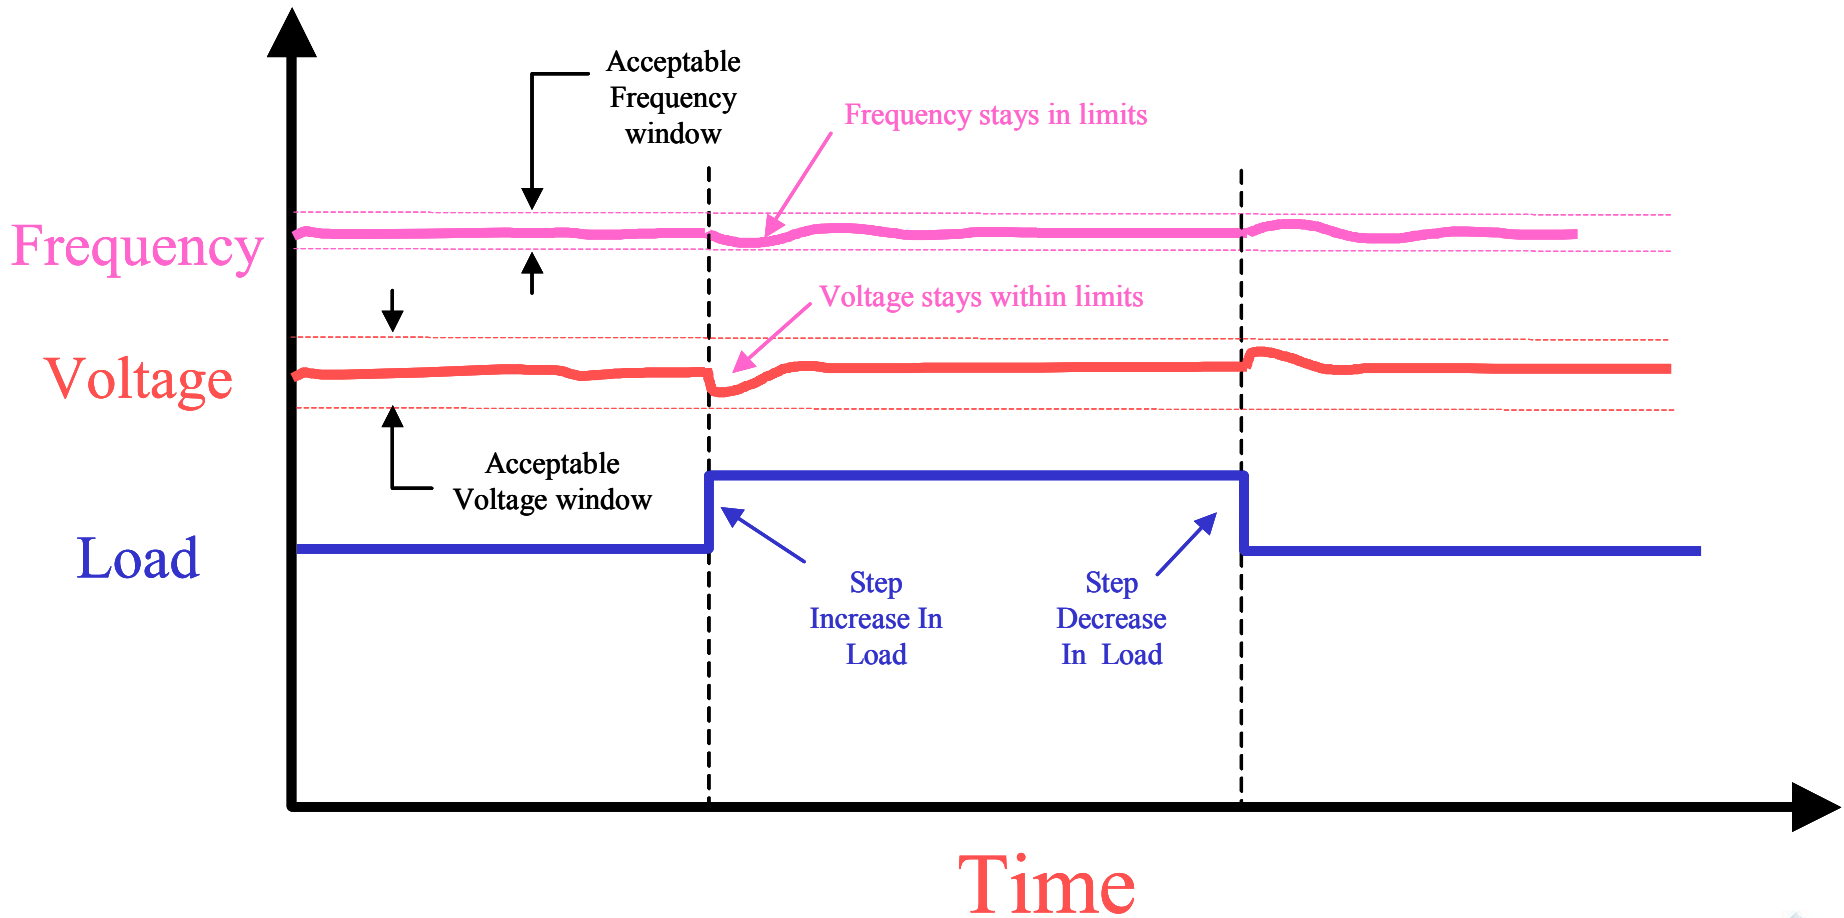 Acceptable
Frequency
window
Frequency stays in limits
Frequency
Voltage stays within limits
Voltage
Acceptable
Voltage window
Load
Step
Increase In
Load
Step
Decrease
In Load
Time